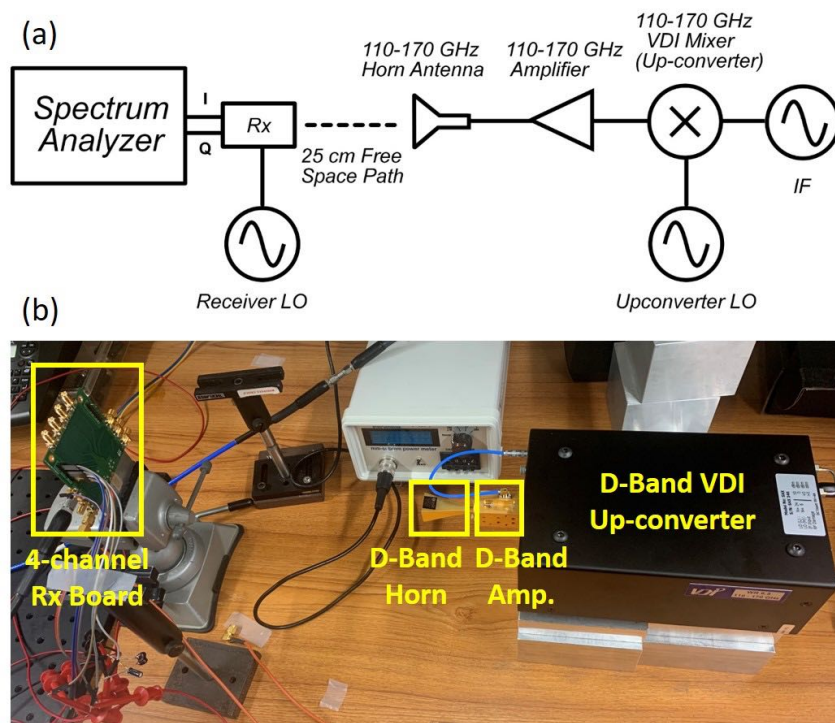 (a)
110-170 GHz
Horn Antenna
110-170 GHz
Amplifier
110-170 GHz
VDI Mixer
(Up-converter)
Spectrum
Analyzer
I
Q
Rx
25 cm Free
Space Path
IF
Receiver LO
Upconverter LO
(b)
4-channel
Rx Board
D-Band
Horn
D-Band
Amp.
D-Band VDI
Up-converter
VDI